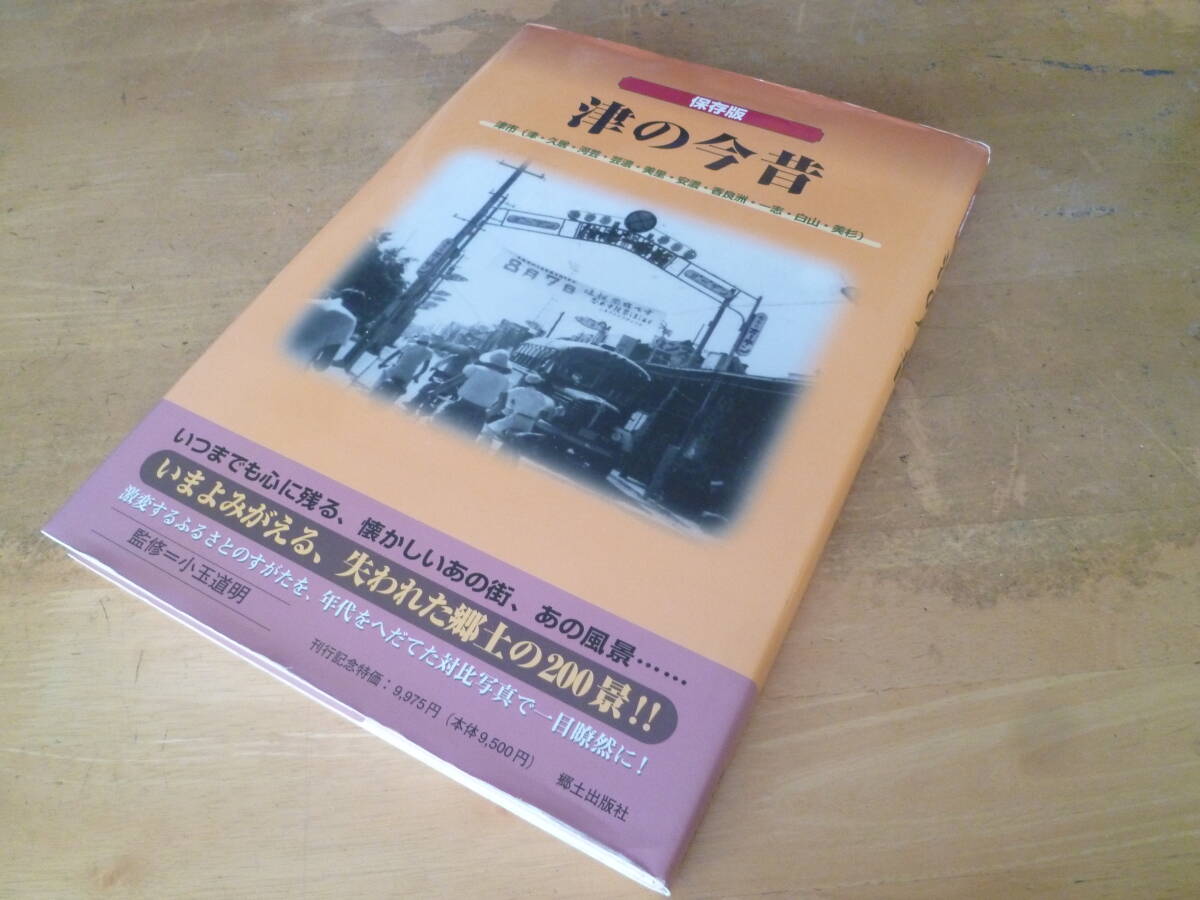 保存版
津の今昔
津市(津・久居・河芸・芸濃・美里・安濃・香良洲・一志・白山・美杉)
8月7日
いつまでも心に残る、懐かしいあの街、あの風景……
いまよみがえる、失われた郷土の200景!!
激変するふるさとのすがたを、年代をへだてた対比写真で一目瞭然に!
監修=小玉道明
刊行記念特価:9,975円(本体9,500円)
郷土出版社